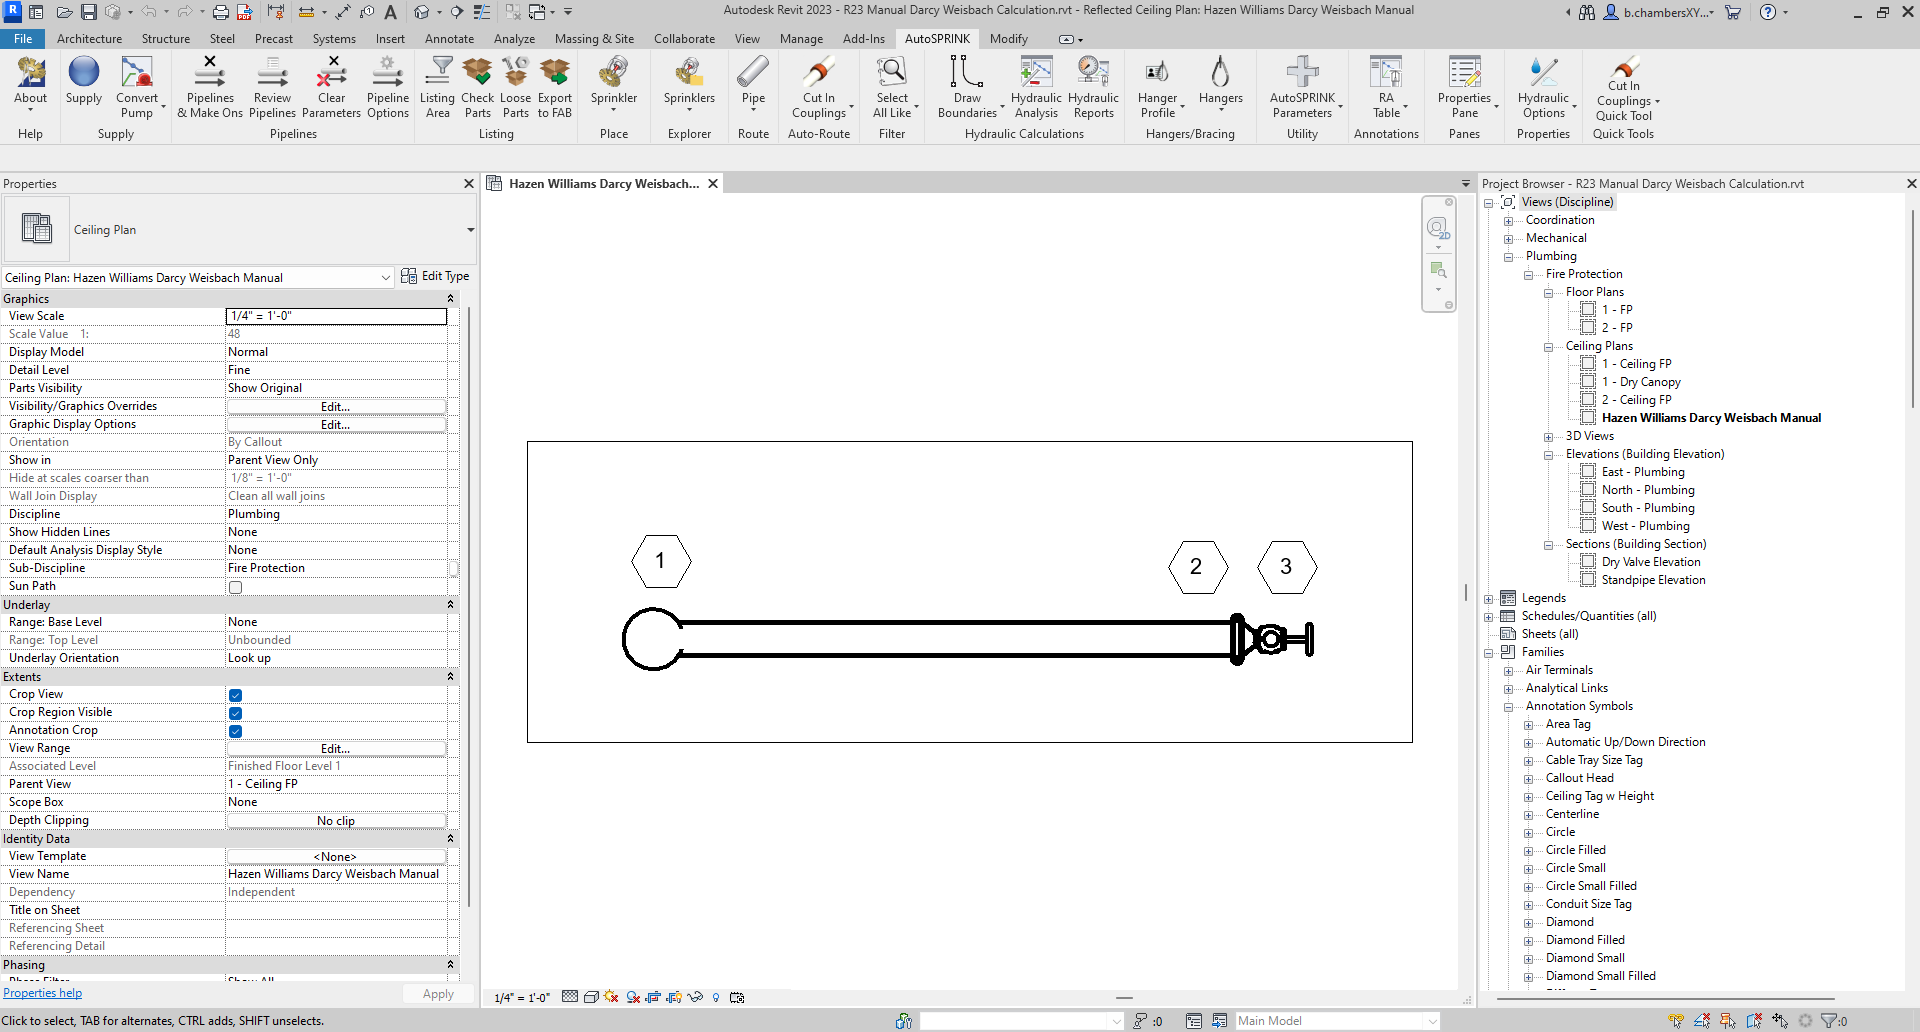 Autodesk Revit 2023 - R23 Manual Darcy Weisbach Calculation.rvt - Reflected Ceiling Plan: Hazen Williams Darcy Weisbach Manual
b.chambersXY...
File Architecture Structure Steel Precast Systems Insert Annotate Analyze Massing & Site Collaborate View Manage Add-Ins AutoSPRINK Modify
About
Help
Supply
Convert Pump
Supply
Pipelines & Make Ons
Review Pipelines
Clear Parameters
Pipeline Options
Pipelines
Listing Area
Check Parts
Loose Parts
Export to FAB
Listing
Sprinkler
Place
Sprinklers
Explorer
Pipe
Route
Cut In Couplings
Auto-Route
Select All Like
Filter
Draw Boundaries
Hydraulic Analysis
Hydraulic Reports
Hydraulic Calculations
Hanger Profile
Hangers
Hangers/Bracing
AutoSPRINK Parameters
Utility
RA Table
Annotations
Properties Pane
Panes
Hydraulic Options
Properties
Cut In Couplings Quick Tool
Quick Tools
Properties
Ceiling Plan
Ceiling Plan: Hazen Williams Darcy Weisbach Manual
Edit Type
Graphics
View Scale 1/4" = 1'-0"
Scale Value 1: 48
Display Model Normal
Detail Level Fine
Parts Visibility Show Original
Visibility/Graphics Overrides Edit...
Graphic Display Options Edit...
Orientation By Callout
Show in Parent View Only
Hide at scales coarser than 1/8" = 1'-0"
Wall Join Display Clean all wall joins
Discipline Plumbing
Show Hidden Lines None
Default Analysis Display Style None
Sub-Discipline Fire Protection
Sun Path
Underlay
Range: Base Level None
Range: Top Level Unbounded
Underlay Orientation Look up
Extents
Crop View
Crop Region Visible
Annotation Crop
View Range Edit...
Associated Level Finished Floor Level 1
Parent View 1 - Ceiling FP
Scope Box None
Depth Clipping No clip
Identity Data
View Template <None>
View Name Hazen Williams Darcy Weisbach Manual
Dependency Independent
Title on Sheet
Referencing Sheet
Referencing Detail
Phasing
Properties help
Apply
Hazen Williams Darcy Weisbach...
2D
1
2
3
1/4" = 1'-0"
Project Browser - R23 Manual Darcy Weisbach Calculation.rvt
Views (Discipline)
Coordination
Mechanical
Plumbing
Fire Protection
Floor Plans
1 - FP
2 - FP
Ceiling Plans
1 - Ceiling FP
1 - Dry Canopy
2 - Ceiling FP
Hazen Williams Darcy Weisbach Manual
3D Views
Elevations (Building Elevation)
East - Plumbing
North - Plumbing
South - Plumbing
West - Plumbing
Sections (Building Section)
Dry Valve Elevation
Standpipe Elevation
Legends
Schedules/Quantities (all)
Sheets (all)
Families
Air Terminals
Analytical Links
Annotation Symbols
Area Tag
Automatic Up/Down Direction
Cable Tray Size Tag
Callout Head
Ceiling Tag w Height
Centerline
Circle
Circle Filled
Circle Small
Circle Small Filled
Conduit Size Tag
Diamond
Diamond Filled
Diamond Small
Diamond Small Filled
Click to select, TAB for alternates, CTRL adds, SHIFT unselects.
:0
Main Model
:0